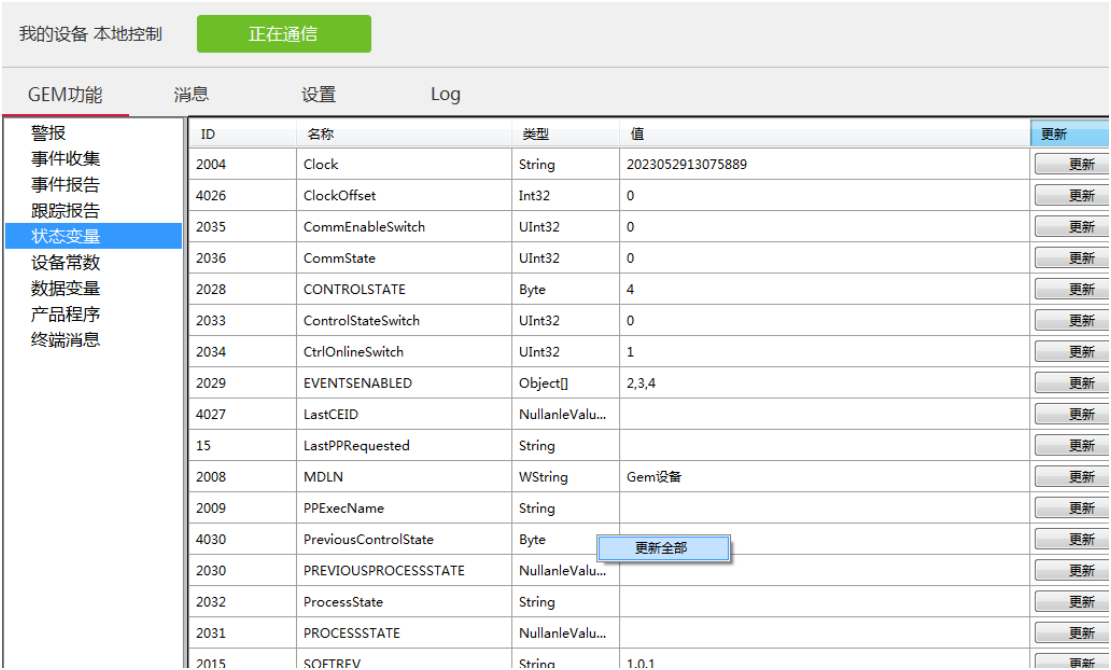 我的设备 本地控制 正在通信
GEM功能 消息 设置 Log
警报
事件收集
事件报告
跟踪报告
状态变量
设备常数
数据变量
产品程序
终端消息
ID 名称 类型 值 更新
2004 Clock String 2023052913075889 更新
4026 ClockOffset Int32 0 更新
2035 CommEnableSwitch UInt32 0 更新
2036 CommState UInt32 0 更新
2028 CONTROLSTATE Byte 4 更新
2033 ControlStateSwitch UInt32 0 更新
2034 CtrlOnlineSwitch UInt32 1 更新
2029 EVENTSENABLED Object[] 2,3,4 更新
4027 LastCEID NullanleValu... 更新
15 LastPPRequested String 更新
2008 MDLN WString Gem设备 更新
2009 PPExecName String 更新
4030 PreviousControlState Byte 更新
更新全部
2030 PREVIOUSPROCESSSTATE NullanleValu... 更新
2032 ProcessState String 更新
2031 PROCESSSTATE NullanleValu... 更新
2015 SOFTREV String 1.0.1 更新